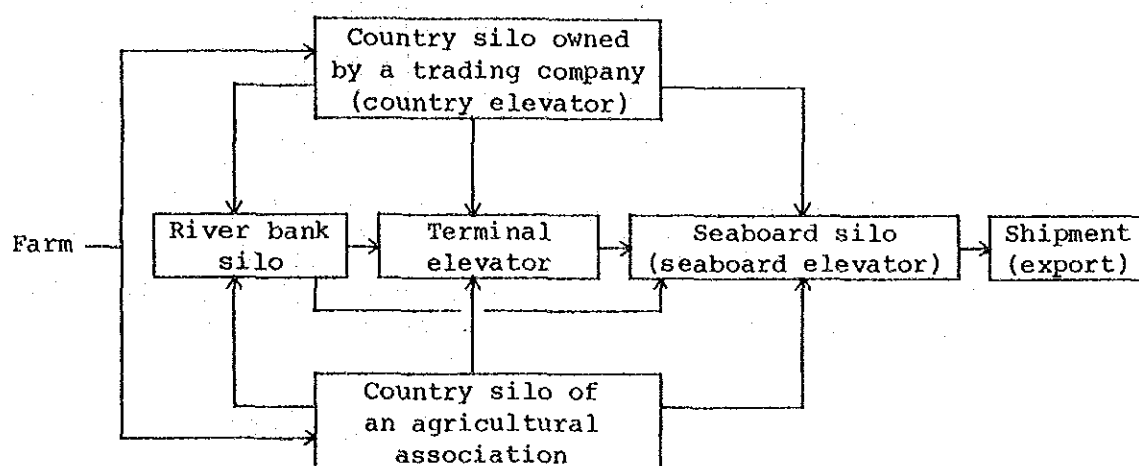 Country silo owned
by a trading company
(country elevator)
Farm
River bank
silo
Terminal
elevator
Seaboard silo
(seaboard elevator)
Shipment
(export)
Country silo of
an agricultural
association